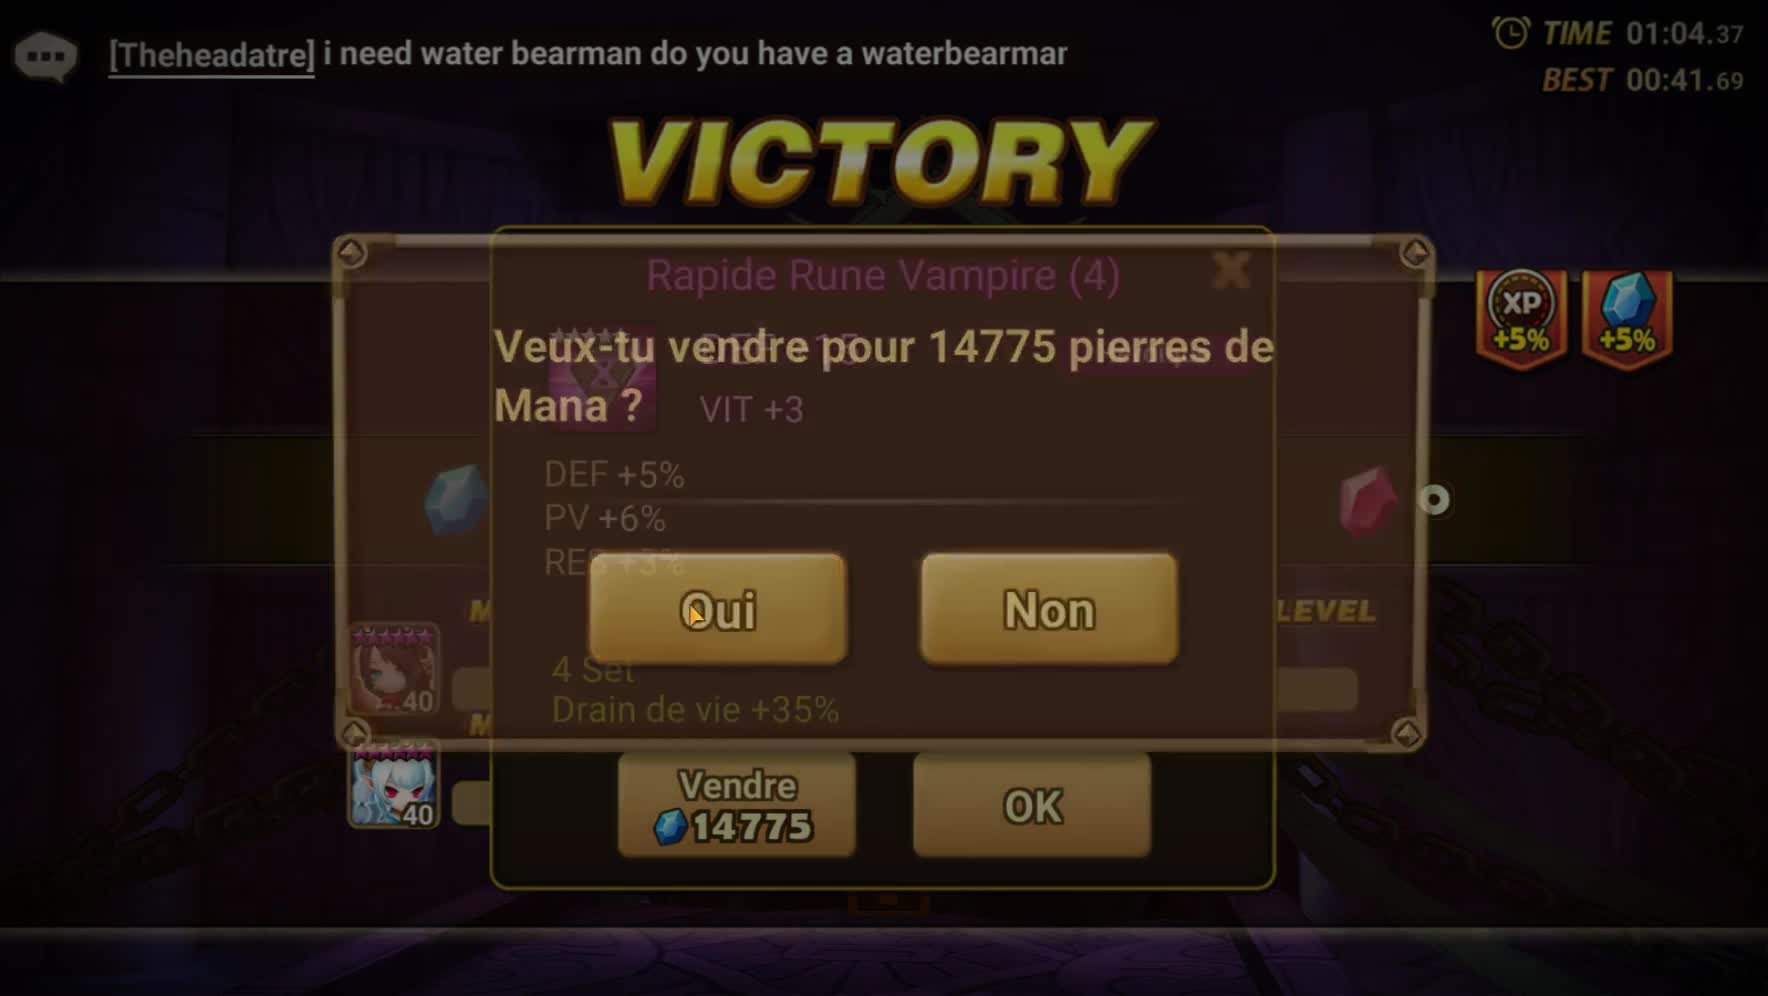 [Theheadatre] i need water bearman do you have a waterbearmar
TIME 01:04.37
BEST 00:41.69
VICTORY
Rapide Rune Vampire (4)
XP
+5%
+5%
Veux-tu vendre pour 14775 pierres de
Mana ?
VIT +3
DEF +5%
PV +6%
RES +3%
Oui
Non
LEVEL
40
4 Set
Drain de vie +35%
40
Vendre
14775
OK